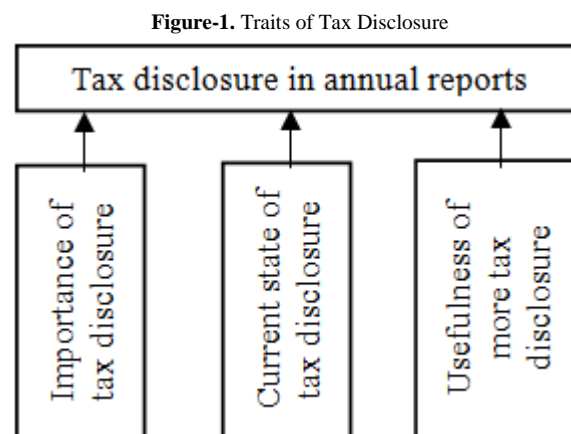 Figure-1. Traits of Tax Disclosure
Tax disclosure in annual reports
Importance of
tax disclosure
Current state of
tax disclosure
Usefulness of
more tax
disclosure